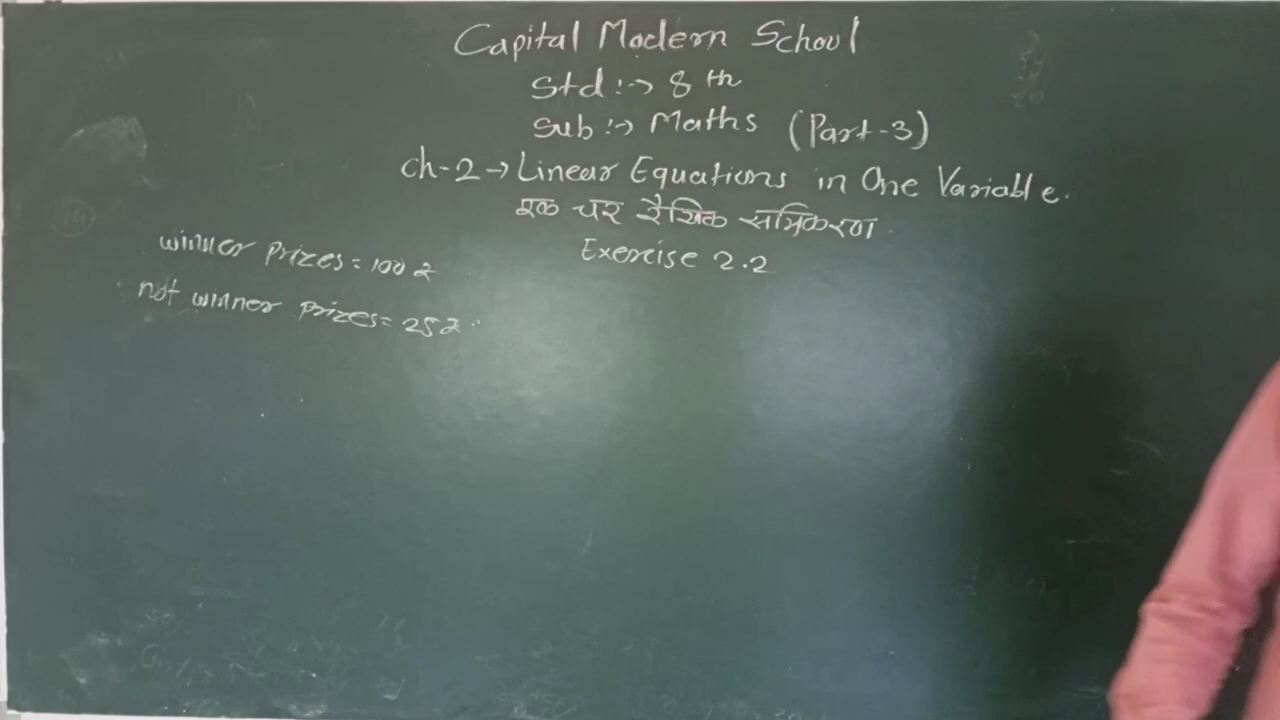 Capital Modern School
Std :→ 8 th
Sub :→ Maths (Part-3)
Ch-2 → Linear Equations in One Variable.
एक चर रैखिक समिकरण
Exercise 2.2
winner prizes = 100 ₹
not winner prizes = 25 ₹